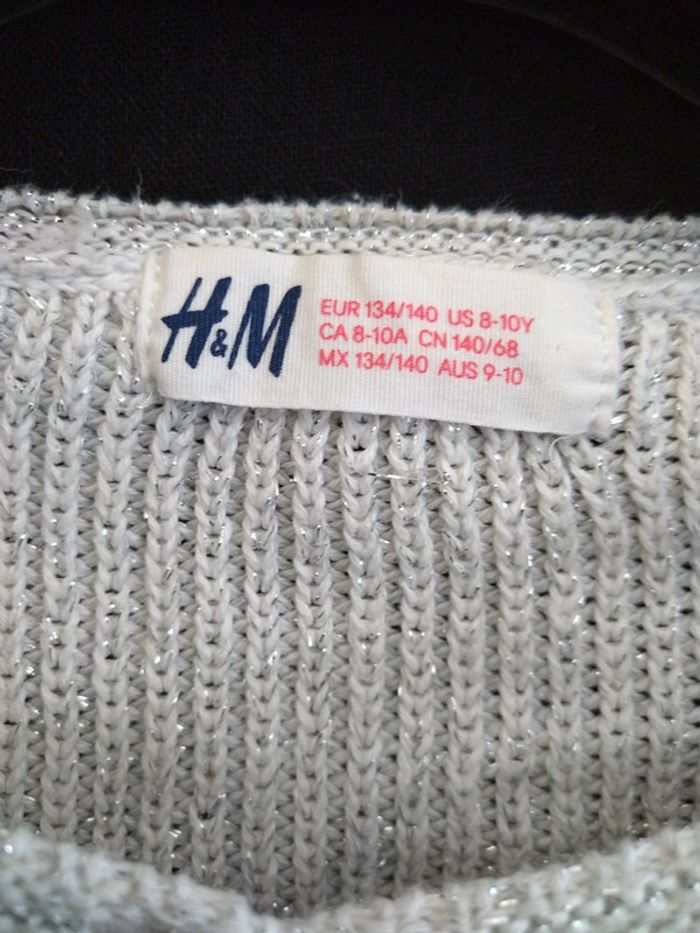 H&M
EUR 134/140 US 8-10Y
CA 8-10A CN 140/68
MX 134/140 AUS 9-10